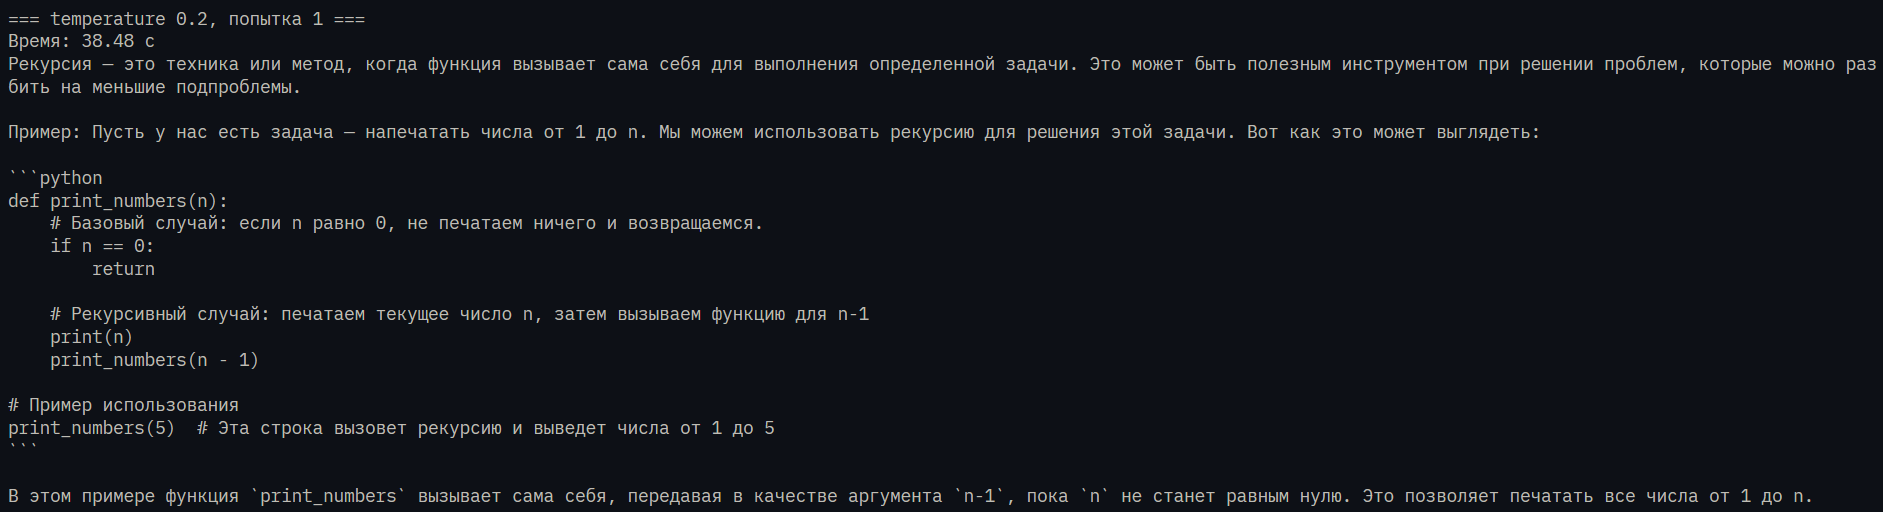 === temperature 0.2, попытка 1 ===
Время: 38.48 с
Рекурсия — это техника или метод, когда функция вызывает сама себя для выполнения определенной задачи. Это может быть полезным инструментом при решении проблем, которые можно раз
бить на меньшие подпроблемы.

Пример: Пусть у нас есть задача — напечатать числа от 1 до n. Мы можем использовать рекурсию для решения этой задачи. Вот как это может выглядеть:

```python
def print_numbers(n):
    # Базовый случай: если n равно 0, не печатаем ничего и возвращаемся.
    if n == 0:
        return

    # Рекурсивный случай: печатаем текущее число n, затем вызываем функцию для n-1
    print(n)
    print_numbers(n - 1)

# Пример использования
print_numbers(5)  # Эта строка вызовет рекурсию и выведет числа от 1 до 5
```

В этом примере функция `print_numbers` вызывает сама себя, передавая в качестве аргумента `n-1`, пока `n` не станет равным нулю. Это позволяет печатать все числа от 1 до n.